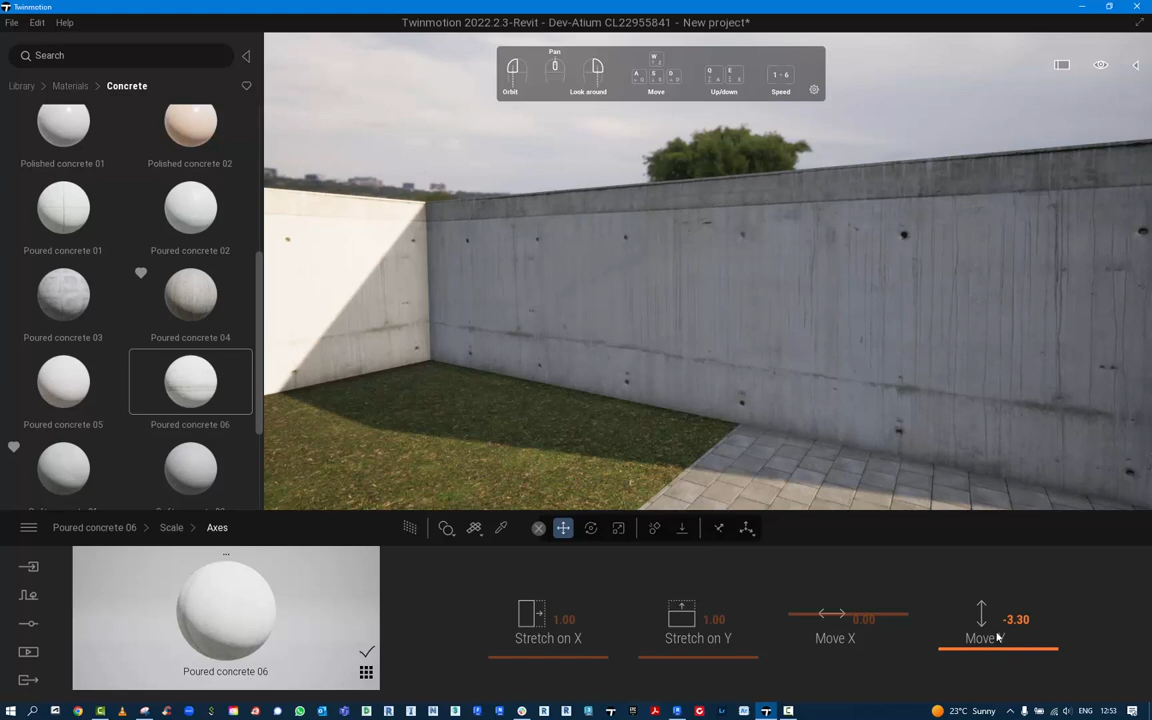 Twinmotion
File Edit Help
Twinmotion 2022.2.3-Revit - Dev-Atium CL22955841 - New project*
Search
Library > Materials > Concrete
Polished concrete 01
Polished concrete 02
Poured concrete 01
Poured concrete 02
Poured concrete 03
Poured concrete 04
Poured concrete 05
Poured concrete 06
Pan
W
A S D
Q E
1 - 6
Orbit
Look around
Move
Up/down
Speed
Poured concrete 06 > Scale > Axes
...
Poured concrete 06
1.00
Stretch on X
1.00
Stretch on Y
0.00
Move X
-3.30
Move Y
23°C Sunny
ENG
12:53